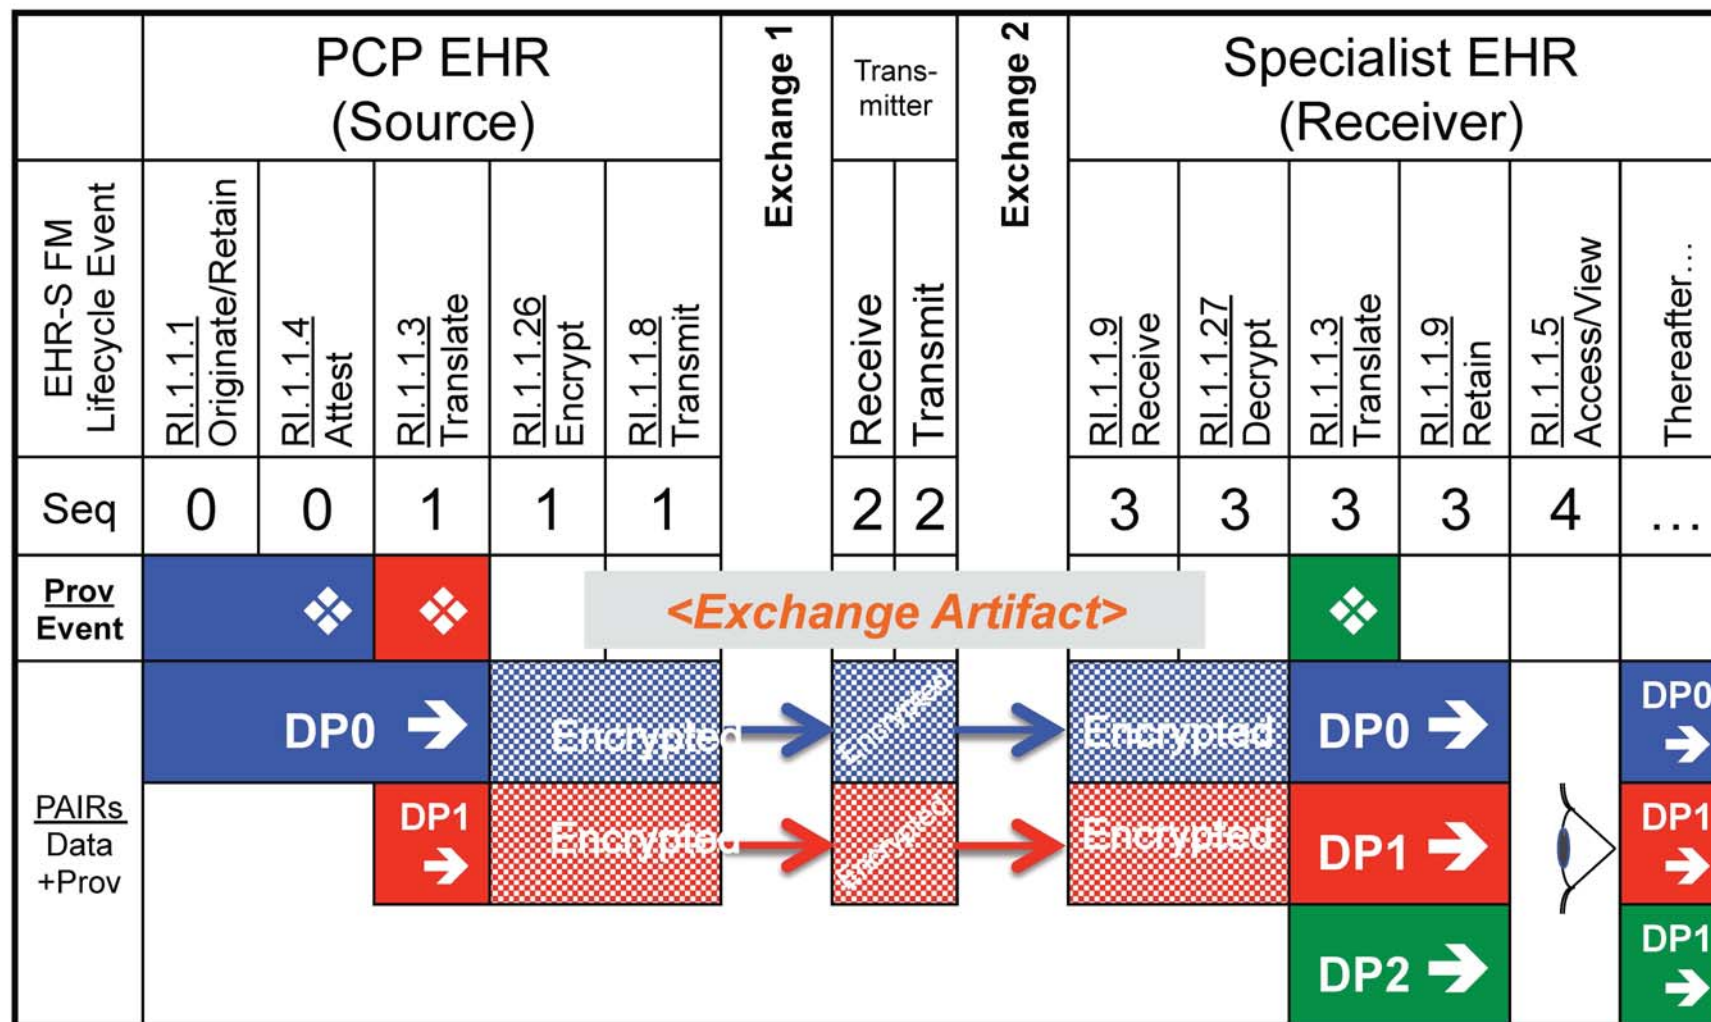 PCP EHR
(Source)
Exchange 1
Trans-
mitter
Exchange 2
Specialist EHR
(Receiver)
EHR-S FM
Lifecycle Event
RI.1.1.1
Originate/Retain
RI.1.1.4
Attest
RI.1.1.3
Translate
RI.1.1.26
Encrypt
RI.1.1.8
Transmit
Receive
Transmit
RI.1.1.9
Receive
RI.1.1.27
Decrypt
RI.1.1.3
Translate
RI.1.1.9
Retain
RI.1.1.5
Access/View
Thereafter…
Seq 0 0 1 1 1 2 2 3 3 3 3 4 …
Prov
Event
<Exchange Artifact>
PAIRs
Data
+Prov
DP0 Encrypted Encrypted Encrypted DP0 DP0
DP1 Encrypted Encrypted Encrypted DP1 DP1
DP2 DP1